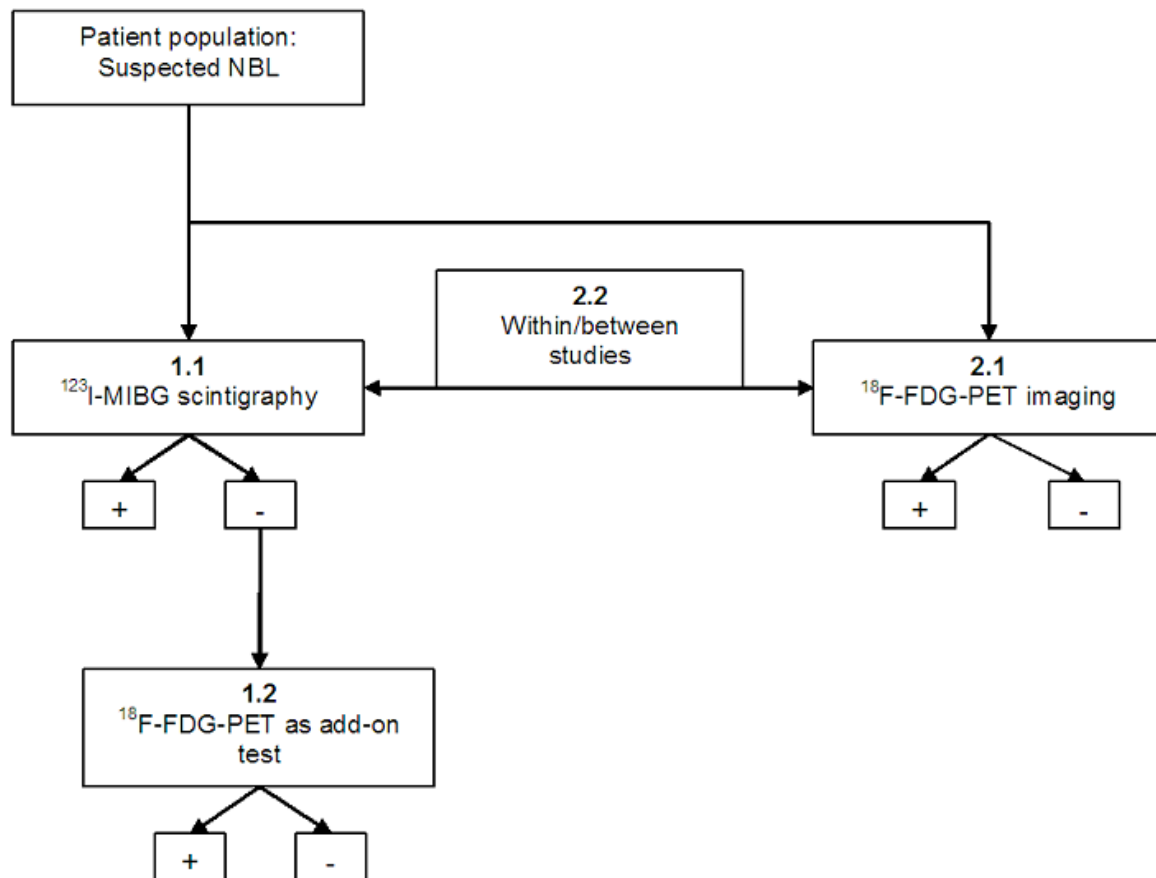 Patient population:
Suspected NBL
2.2
Within/between
studies
1.1
¹²³I-MIBG scintigraphy
2.1
¹⁸F-FDG-PET imaging
+
-
+
-
1.2
¹⁸F-FDG-PET as add-on
test
+
-